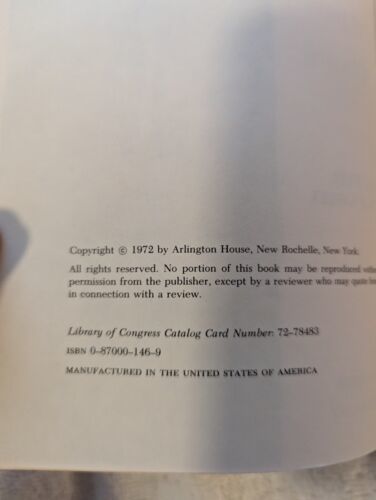 Copyright © 1972 by Arlington House, New Rochelle, New York.
All rights reserved. No portion of this book may be reproduced
permission from the publisher, except by a reviewer who may quote
in connection with a review.
Library of Congress Catalog Card Number: 72-78483
ISBN 0-87000-146-9
MANUFACTURED IN THE UNITED STATES OF AMERICA